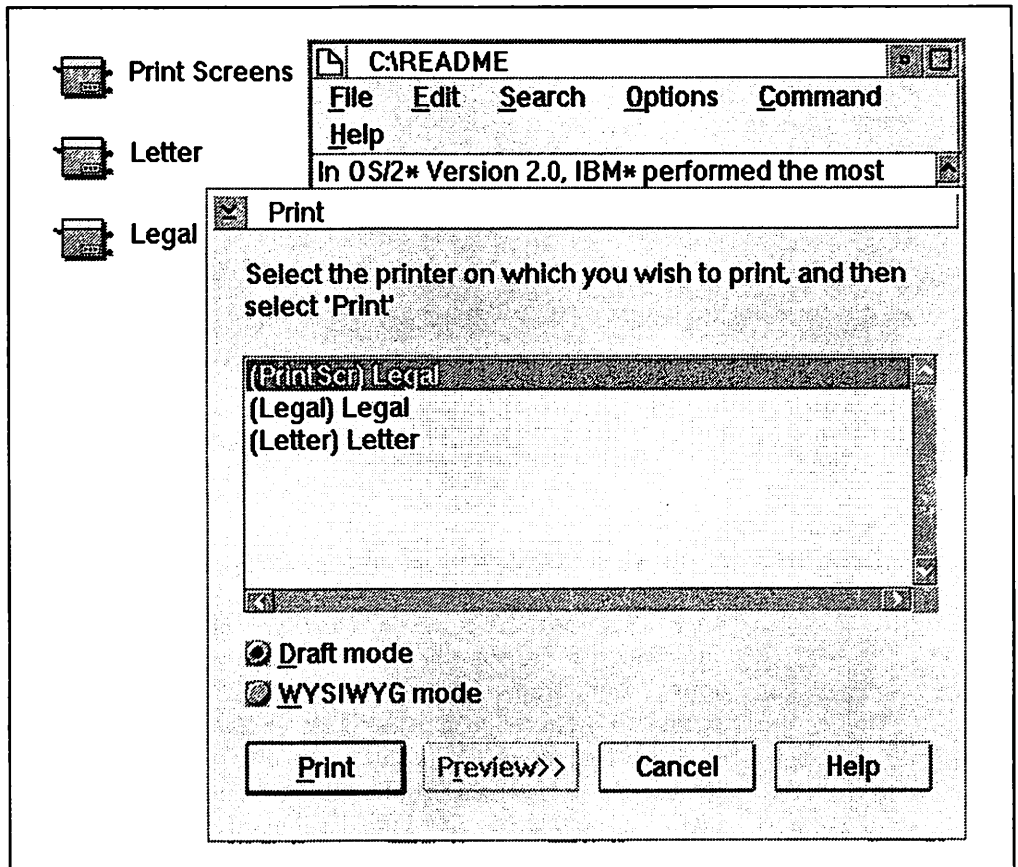 Print Screens
Letter
Legal
C:\README
File Edit Search Options Command
Help
In OS/2* Version 2.0, IBM* performed the most
Print
Select the printer on which you wish to print, and then
select 'Print'
(PrintScr) Legal
(Legal) Legal
(Letter) Letter
Draft mode
WYSIWYG mode
Print Preview>> Cancel Help